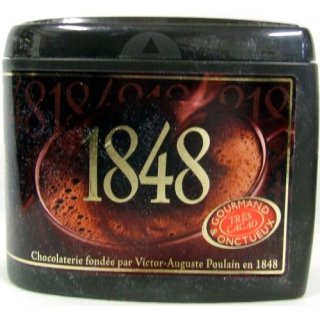 1848
GOURMAND
TRÈS
CACAO
& ONCTUEUX
Chocolaterie fondée par Victor-Auguste Poulain en 1848